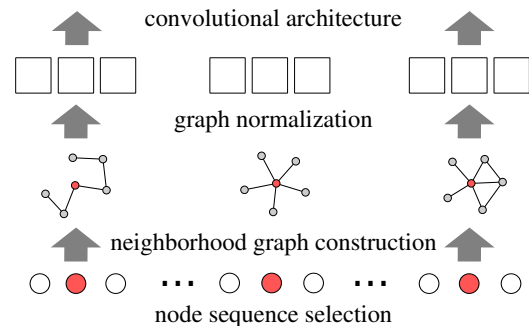 convolutional architecture
graph normalization
neighborhood graph construction
... ...
node sequence selection